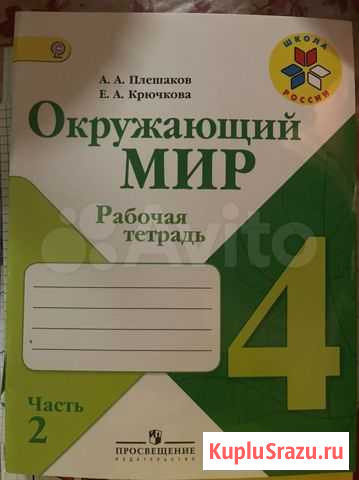 А. А. Плешаков
Е. А. Крючкова
ШКОЛА
РОССИИ
Окружающий
МИР
Рабочая
тетрадь
Avito
4
Часть
2
ПРОСВЕЩЕНИЕ
ИЗДАТЕЛЬСТВО
KupluSrazu.ru